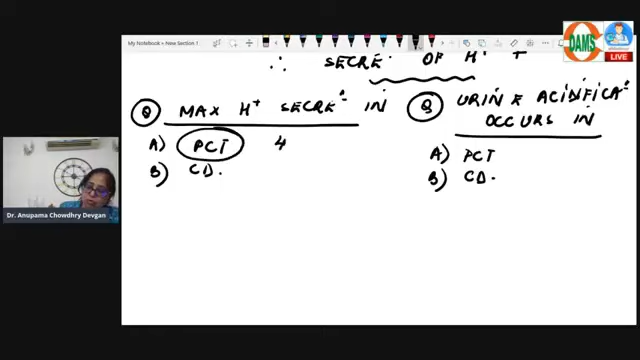 My Notebook » New Section 1
C
DAMS
LIVE
∴ SECRE^n OF H+ +
Q MAX H+ SECRE^n IN
A) PCT 4
B) CD.
Q URINE ACIDIFICA^n
OCCURS IN
A) PCT
B) CD.
Dr. Anupama Chowdhry Devgan